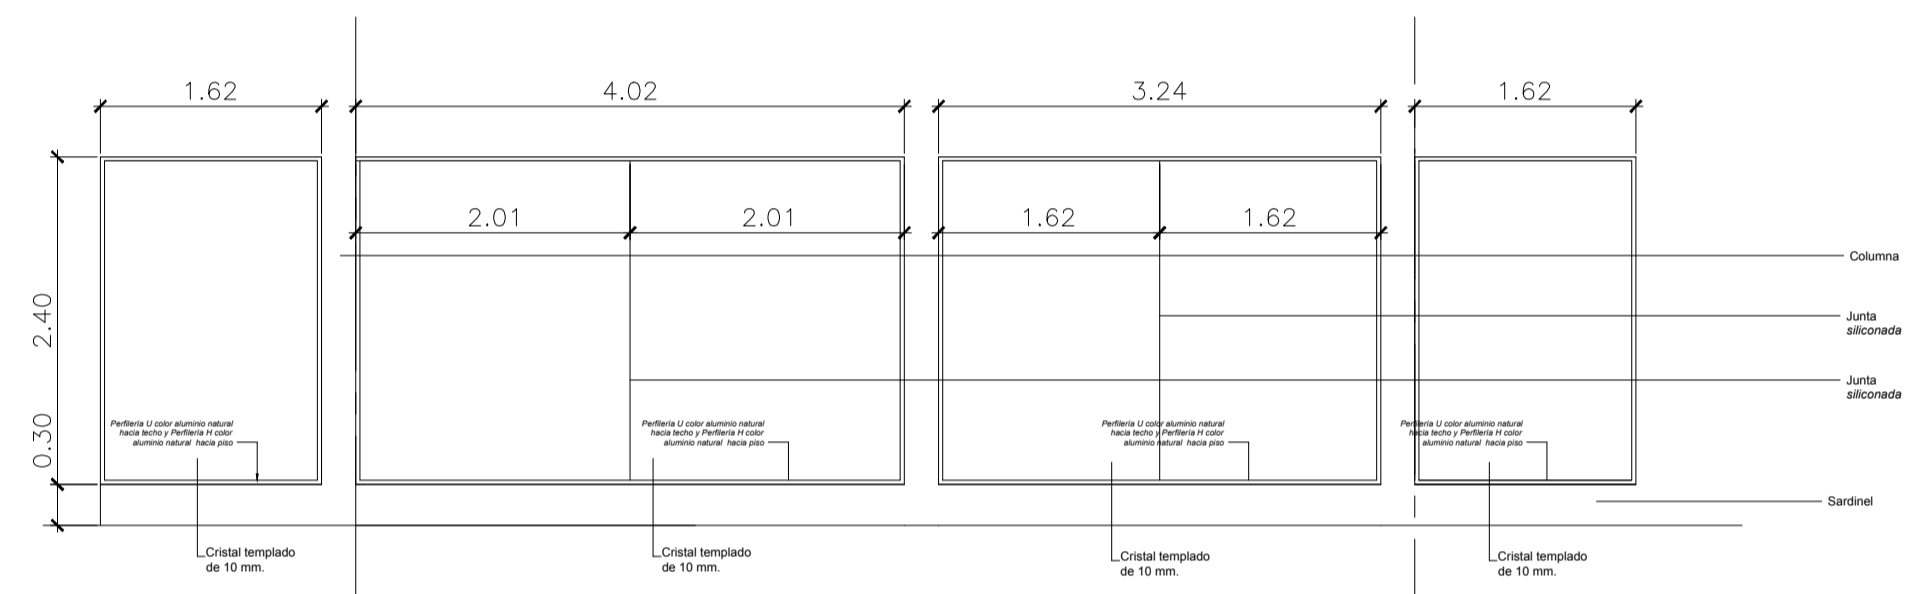 1.62
4.02
3.24
1.62
2.01
2.01
1.62
1.62
2.40
0.30
Columna
Junta
siliconada
Junta
siliconada
Perfilería U color aluminio natural
hacia techo y Perfilería H color
aluminio natural hacia piso
Perfilería U color aluminio natural
hacia techo y Perfilería H color
aluminio natural hacia piso
Perfilería U color aluminio natural
hacia techo y Perfilería H color
aluminio natural hacia piso
Perfilería U color aluminio natural
hacia techo y Perfilería H color
aluminio natural hacia piso
Sardinel
Cristal templado
de 10 mm.
Cristal templado
de 10 mm.
Cristal templado
de 10 mm.
Cristal templado
de 10 mm.